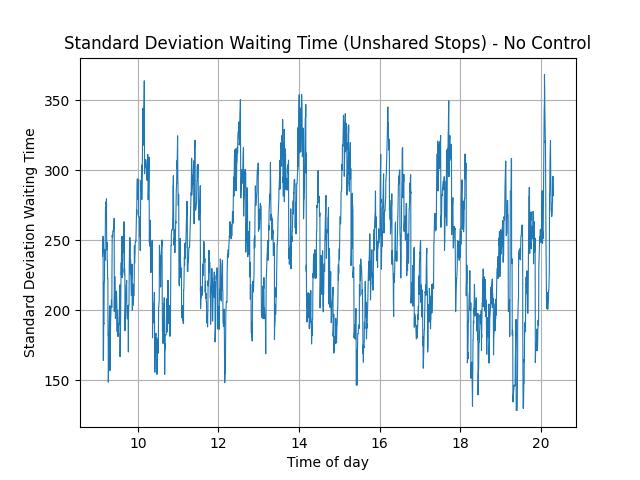 Standard Deviation Waiting Time (Unshared Stops) - No Control
Standard Deviation Waiting Time
350
300
250
200
150
10 12 14 16 18 20
Time of day